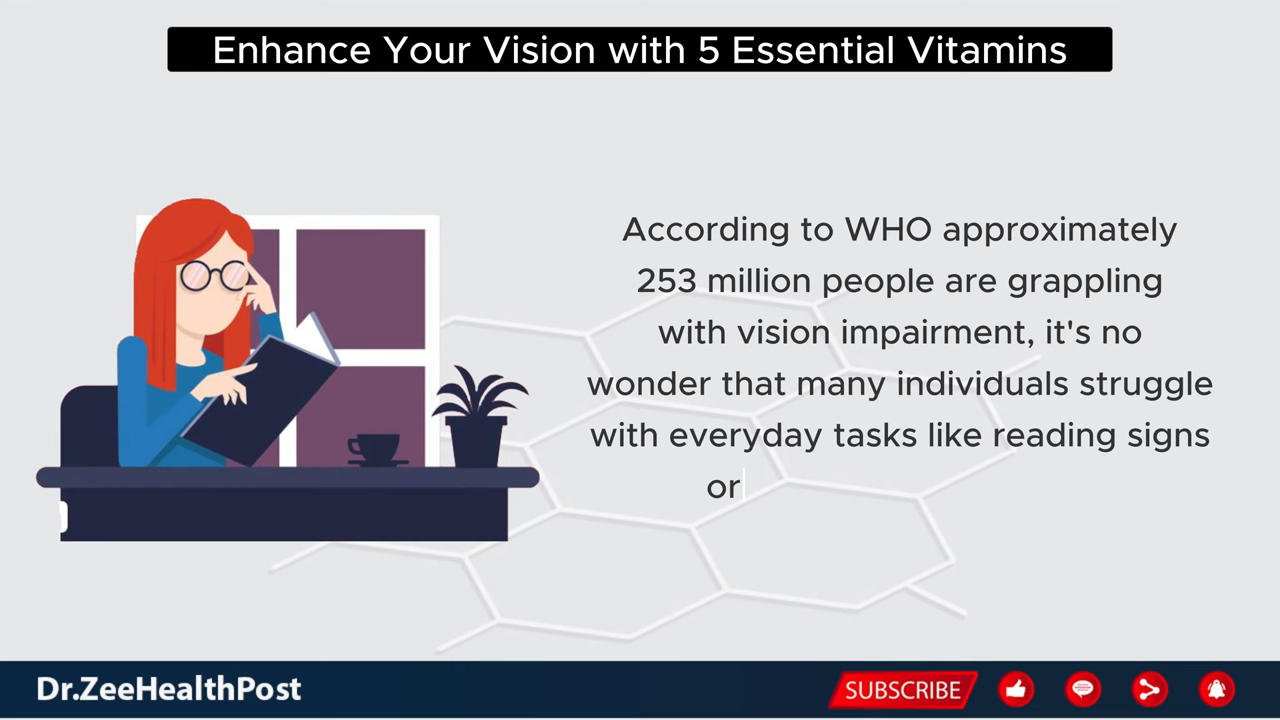 Enhance Your Vision with 5 Essential Vitamins
According to WHO approximately
253 million people are grappling
with vision impairment, it's no
wonder that many individuals struggle
with everyday tasks like reading signs
or
Dr.ZeeHealthPost
SUBSCRIBE